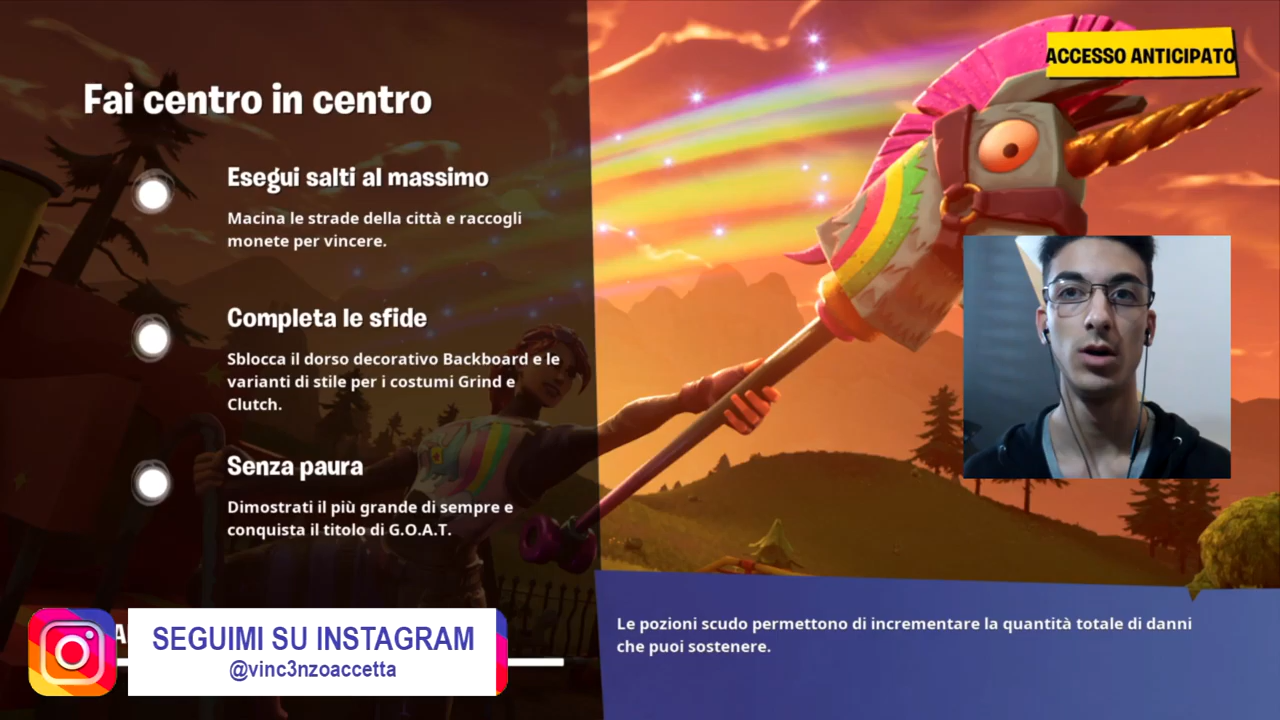 ACCESSO ANTICIPATO
Fai centro in centro
Esegui salti al massimo
Macina le strade della città e raccogli
monete per vincere.
Completa le sfide
Sblocca il dorso decorativo Backboard e le
varianti di stile per i costumi Grind e
Clutch.
Senza paura
Dimostrati il più grande di sempre e
conquista il titolo di G.O.A.T.
SEGUIMI SU INSTAGRAM
@vinc3nzoaccetta
Le pozioni scudo permettono di incrementare la quantità totale di danni
che puoi sostenere.